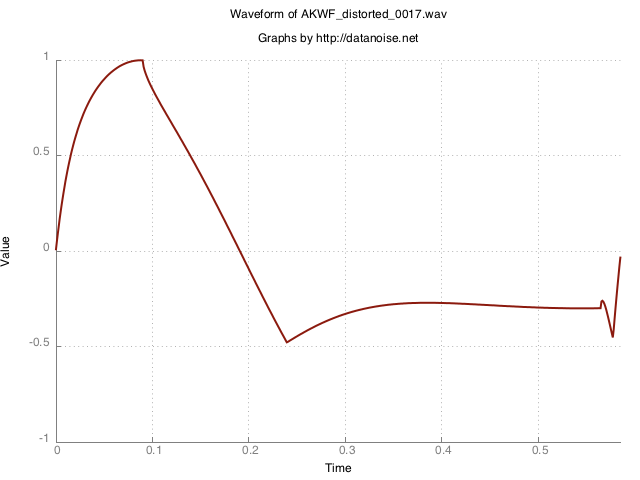 Waveform of AKWF_distorted_0017.wav
Graphs by http://datanoise.net
1
0.5
0
-0.5
-1
Value
0
0.1
0.2
0.3
0.4
0.5
Time